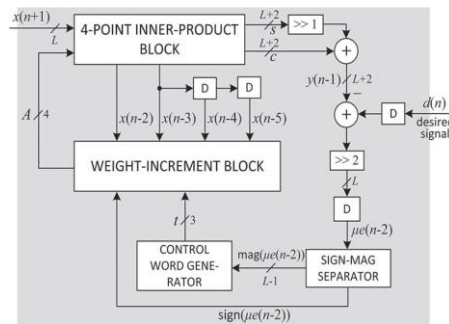 x(n+1)
L
4-POINT INNER-PRODUCT
BLOCK
L+2
s
>> 1
L+2
c
+
y(n-1)
L+2
−
+
D
d(n)
desired
signal
A
4
D
D
x(n-2)
x(n-3)
x(n-4)
x(n-5)
WEIGHT-INCREMENT BLOCK
>> 2
L
D
t
3
μe(n-2)
CONTROL
WORD GENE-
RATOR
mag(μe(n-2))
L-1
SIGN-MAG
SEPARATOR
sign(μe(n-2))